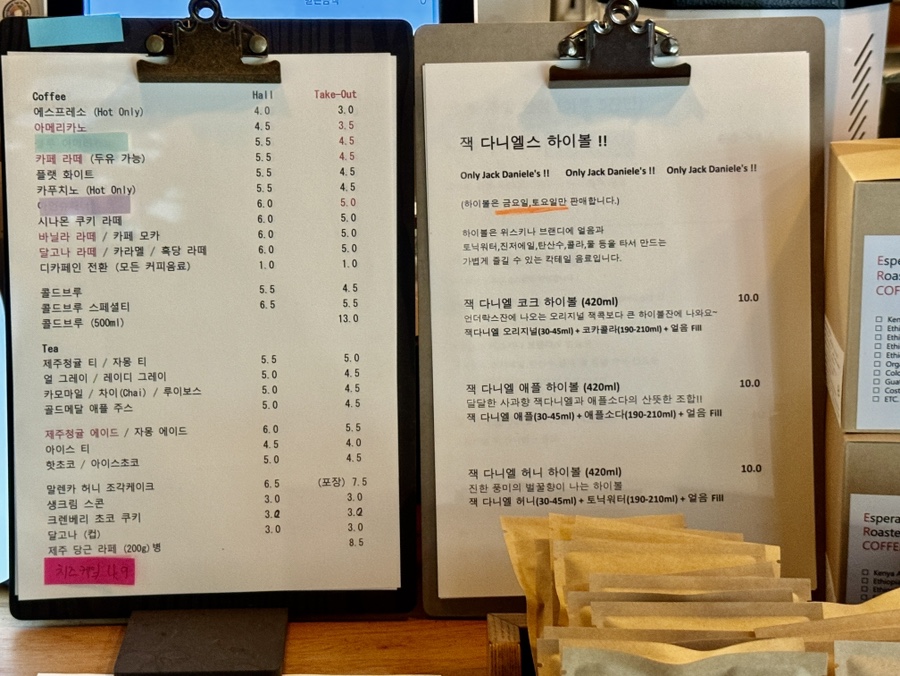 Coffee Hall Take-Out
에스프레소 (Hot Only) 4.0 3.0
아메리카노 4.5 3.5
5.5 4.5
카페 라떼 (두유 가능) 5.5 4.5
플랫 화이트 5.5 4.5
카푸치노 (Hot Only) 5.5 4.5
6.0 5.0
시나몬 쿠키 라떼 6.0 5.0
바닐라 라떼 / 카페 모카 6.0 5.0
달고나 라떼 / 카라멜 / 흑당 라떼 6.0 5.0
디카페인 전환 (모든 커피음료) 1.0 1.0
콜드브루 5.5 4.5
콜드브루 스페셜티 6.5 5.5
콜드브루 (500ml) 13.0
Tea
제주청귤 티 / 자몽 티 5.5 5.0
얼 그레이 / 레이디 그레이 5.0 4.5
카모마일 / 차이(Chai) / 루이보스 5.0 4.5
골드메달 애플 주스 5.0 4.5
제주청귤 에이드 / 자몽 에이드 6.0 5.5
아이스 티 4.5 4.0
핫초코 / 아이스초코 5.0 4.5
말렌카 허니 조각케이크 6.5 (포장) 7.5
생크림 스콘 3.0 3.0
크렌베리 초코 쿠키 3.2 3.2
달고나 (컵) 3.0 3.0
제주 당근 라페 (200g) 병 8.5
잭 다니엘스 하이볼 !!
Only Jack Daniele's !! Only Jack Daniele's !! Only Jack Daniele's !!
(하이볼은 금요일,토요일만 판매합니다.)
하이볼은 위스키나 브랜디에 얼음과
토닉워터,진저에일,탄산수,콜라,물 등을 타서 만드는
가볍게 즐길 수 있는 칵테일 음료입니다.
잭 다니엘 코크 하이볼 (420ml) 10.0
언더락스잔에 나오는 오리지널 잭콕보다 큰 하이볼잔에 나와요~
잭다니엘 오리지널(30-45ml) + 코카콜라(190-210ml) + 얼음 Fill
잭 다니엘 애플 하이볼 (420ml) 10.0
달달한 사과향 잭다니엘과 애플소다의 산뜻한 조합!!
잭 다니엘 애플(30-45ml) + 애플소다(190-210ml) + 얼음 Fill
잭 다니엘 허니 하이볼 (420ml) 10.0
진한 풍미의 벌꿀향이 나는 하이볼
잭 다니엘 허니(30-45ml) + 토닉워터(190-210ml) + 얼음 Fill
Espe
Roas
COFF
Ken
Ethi
Ethi
Ethi
Orga
Colo
Gua
Cost
ETC.
Espera
Roaste
COFFE
Kenya A
Ethiopi